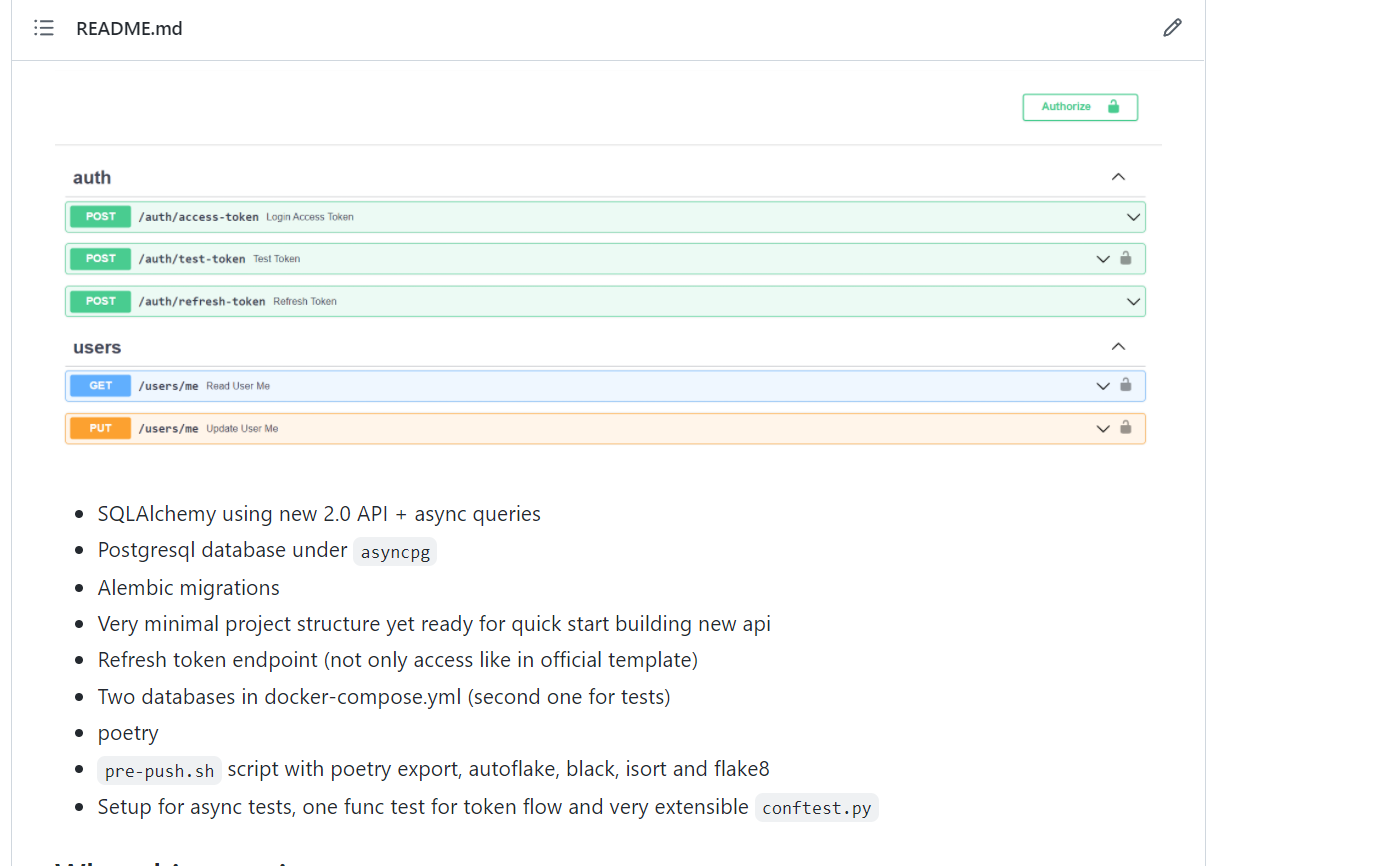 README.md
Authorize
auth
POST /auth/access-token Login Access Token
POST /auth/test-token Test Token
POST /auth/refresh-token Refresh Token
users
GET /users/me Read User Me
PUT /users/me Update User Me
SQLAlchemy using new 2.0 API + async queries
Postgresql database under asyncpg
Alembic migrations
Very minimal project structure yet ready for quick start building new api
Refresh token endpoint (not only access like in official template)
Two databases in docker-compose.yml (second one for tests)
poetry
pre-push.sh script with poetry export, autoflake, black, isort and flake8
Setup for async tests, one func test for token flow and very extensible conftest.py